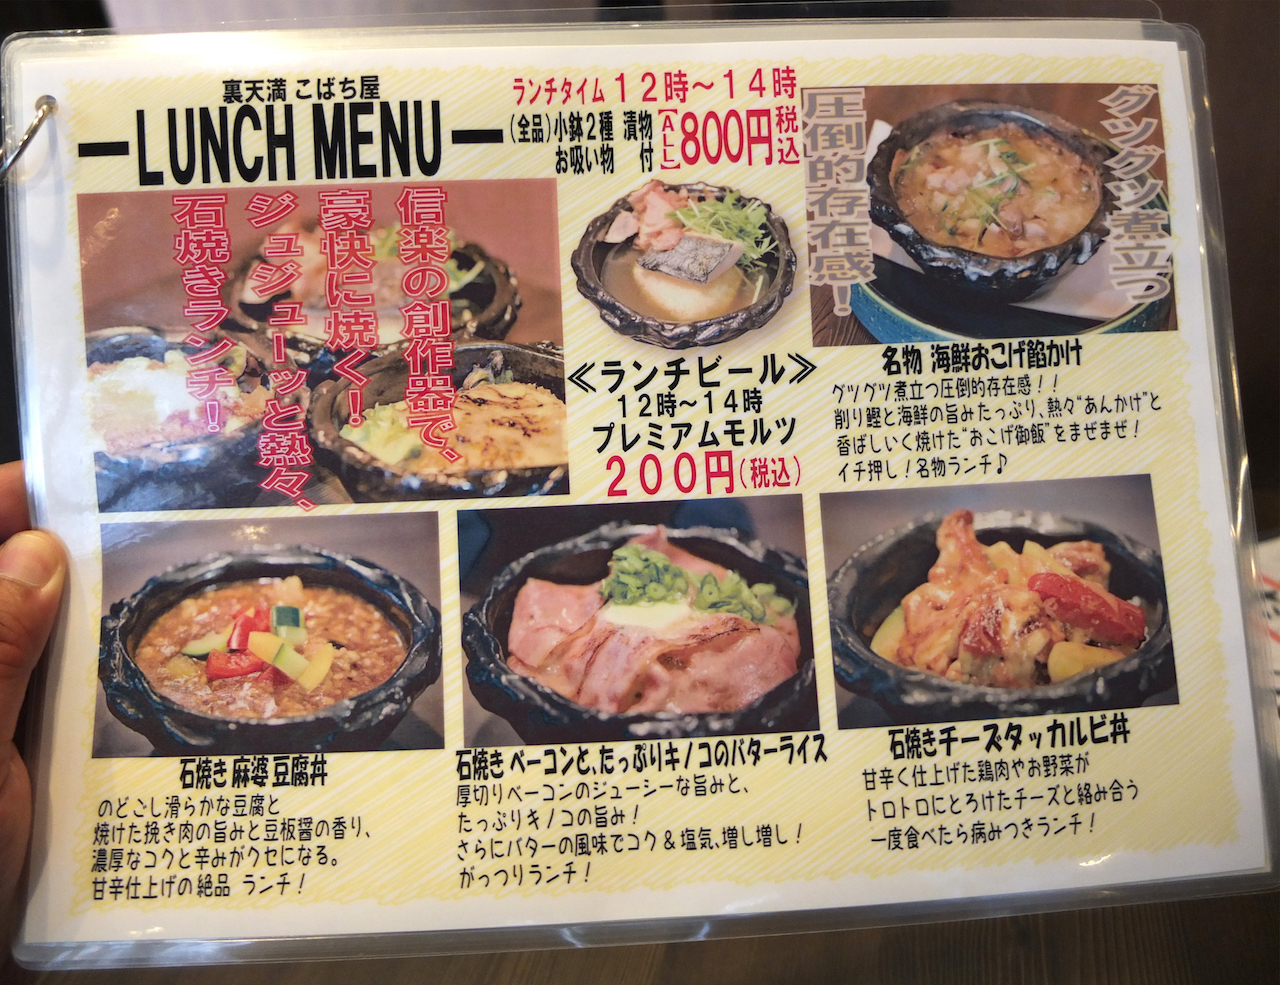 裏天満 こばち屋
LUNCH MENU
ランチタイム 12時〜14時
(全品)小鉢2種 漬物
お吸い物 付
【ALL】800円税込
信楽の創作器で、
豪快に焼く!
ジュジューッと熱々、
石焼きランチ!
≪ランチビール≫
12時〜14時
プレミアムモルツ
200円(税込)
グツグツ煮立つ
圧倒的存在感!
名物 海鮮おこげ餡かけ
グツグツ煮立つ圧倒的存在感!!
削り鰹と海鮮の旨みたっぷり、熱々“あんかけ”と
香ばしいく焼けた“おこげ御飯”をまぜまぜ!
イチ押し!名物ランチ♪
石焼き 麻婆 豆腐丼
のどごし滑らかな豆腐と
焼けた挽き肉の旨みと豆板醤の香り、
濃厚なコクと辛みがクセになる。
甘辛仕上げの絶品 ランチ!
石焼き ベーコンと、たっぷりキノコのバターライス
厚切りベーコンのジューシーな旨みと、
たっぷりキノコの旨み!
さらにバターの風味でコク&塩気、増し増し!
がっつりランチ!
石焼きチーズタッカルビ丼
甘辛く仕上げた鶏肉やお野菜が
トロトロにとろけたチーズと絡み合う
一度食べたら病みつきランチ!